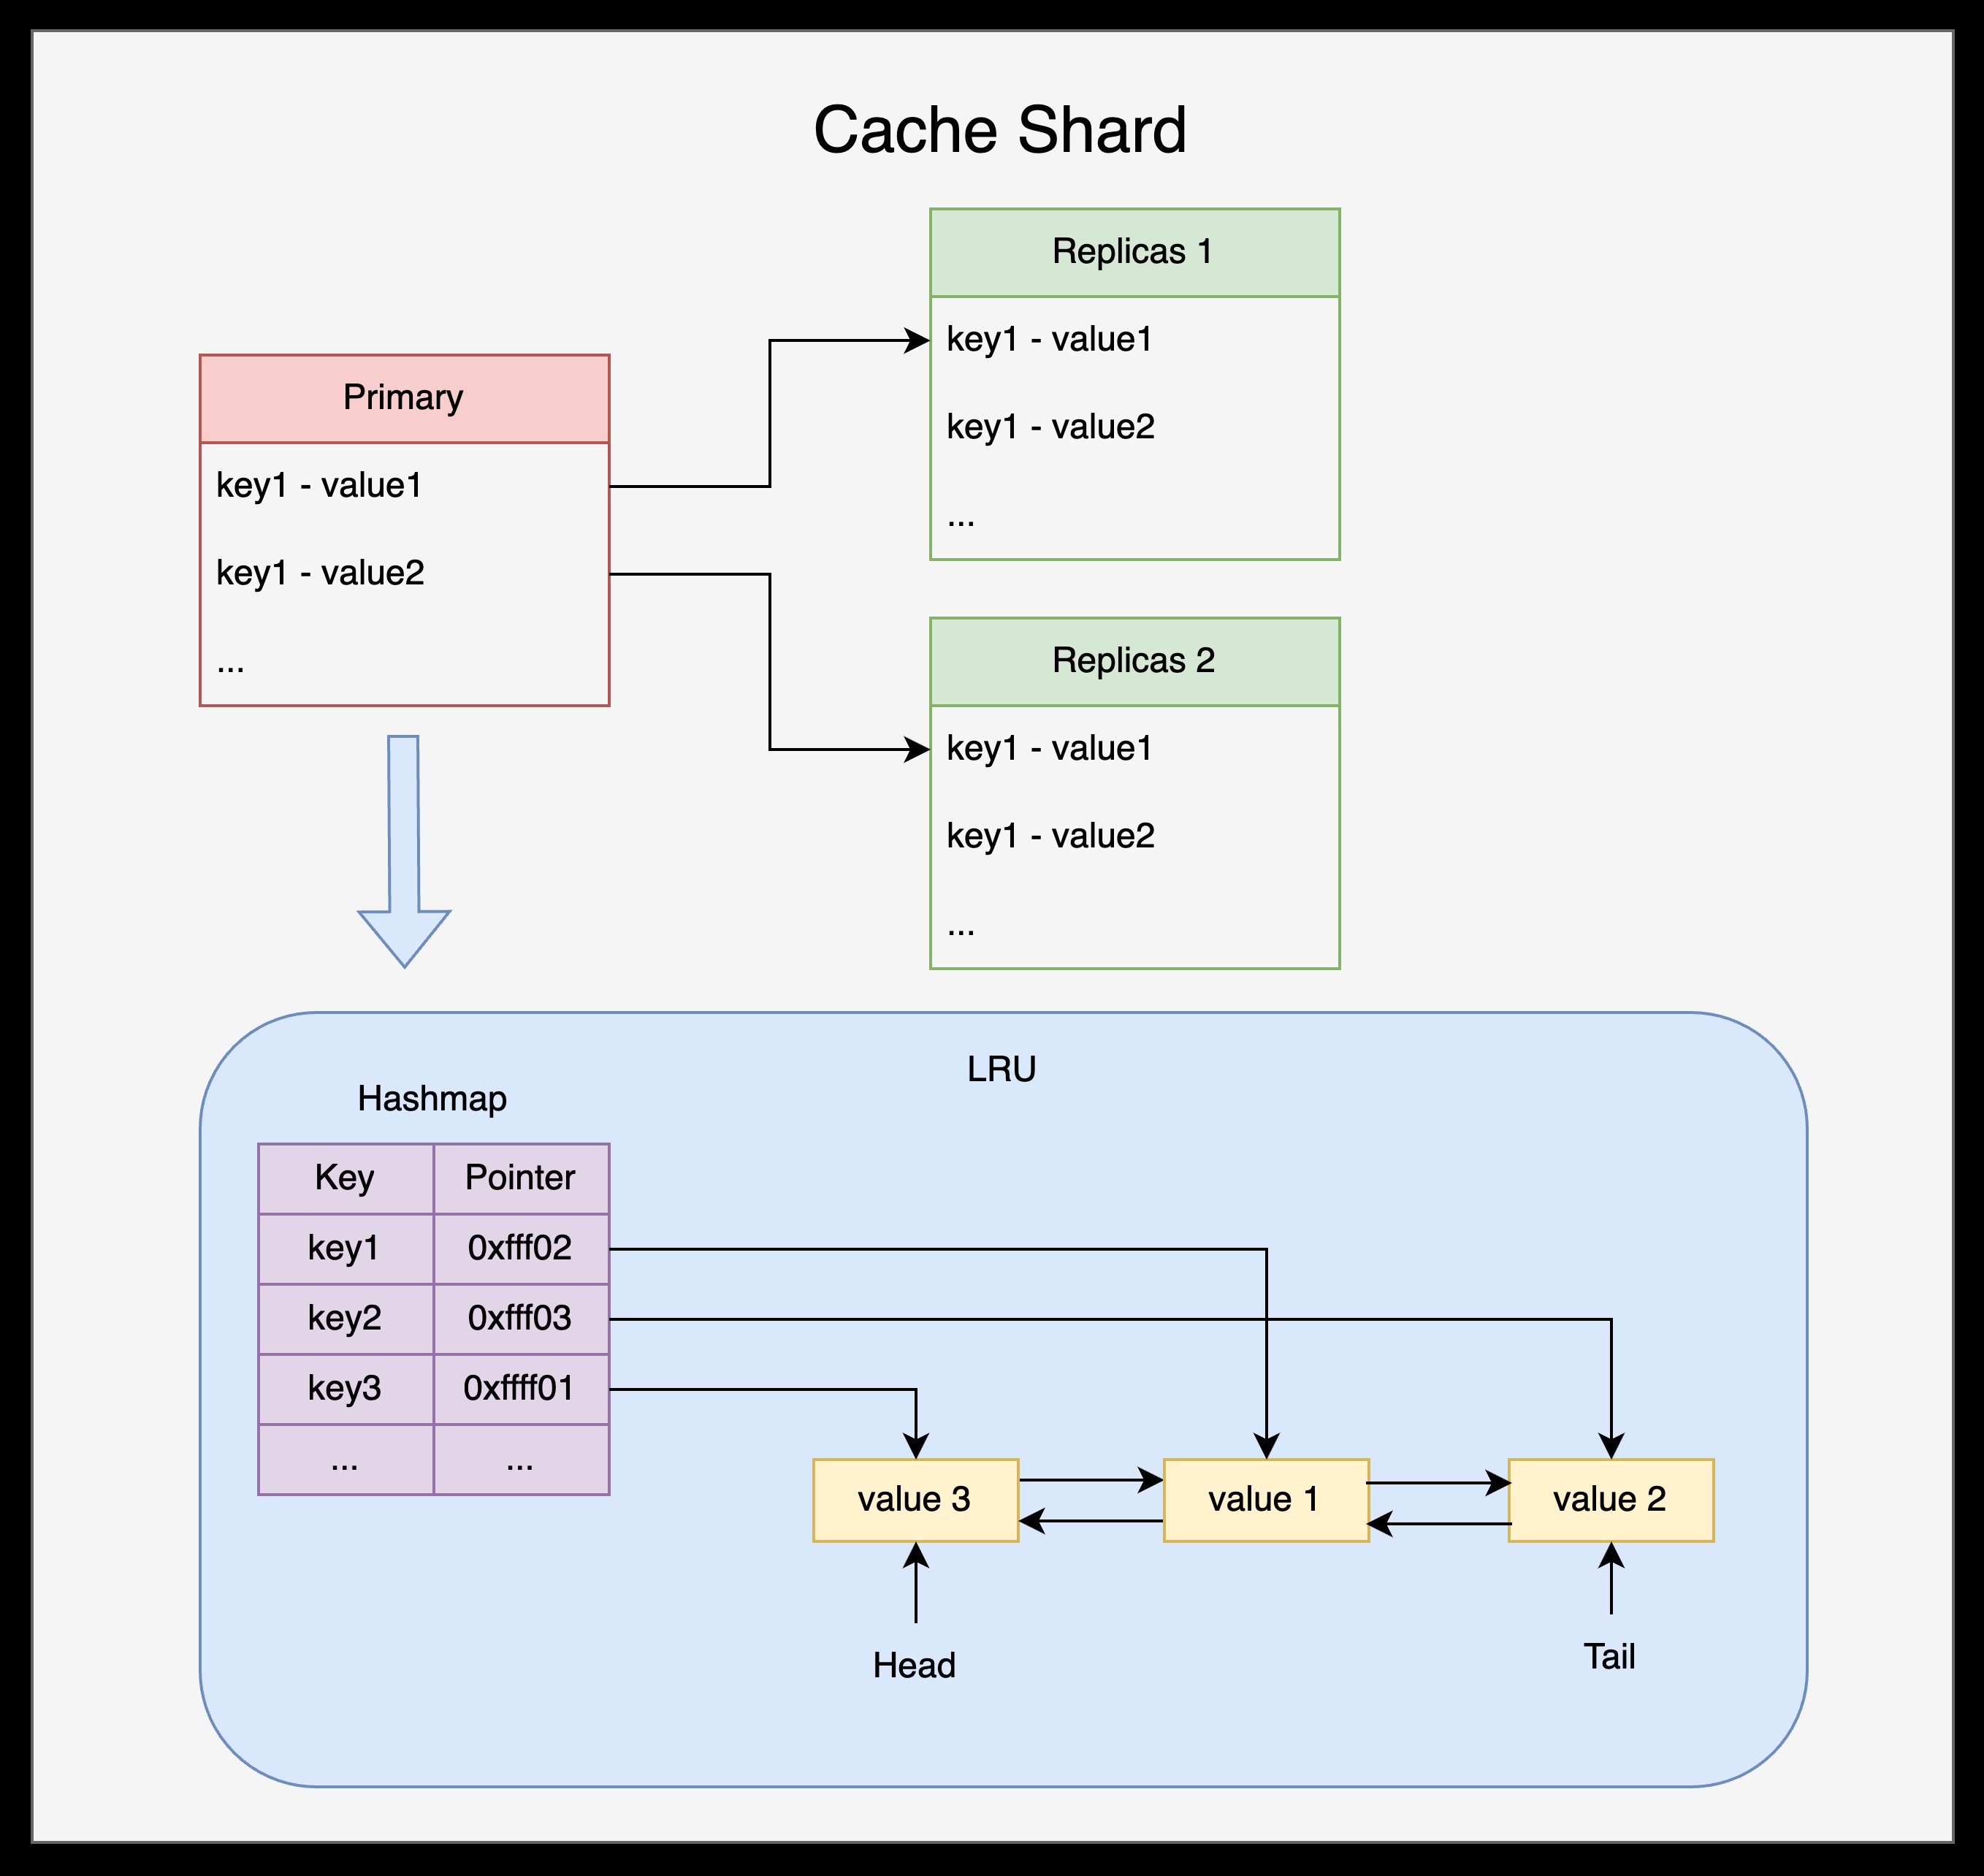 Cache Shard
Primary
key1 - value1
key1 - value2
...
Replicas 1
key1 - value1
key1 - value2
...
Replicas 2
key1 - value1
key1 - value2
...
LRU
Hashmap
Key Pointer
key1 0xfff02
key2 0xfff03
key3 0xffff01
... ...
value 3 value 1 value 2
Head Tail